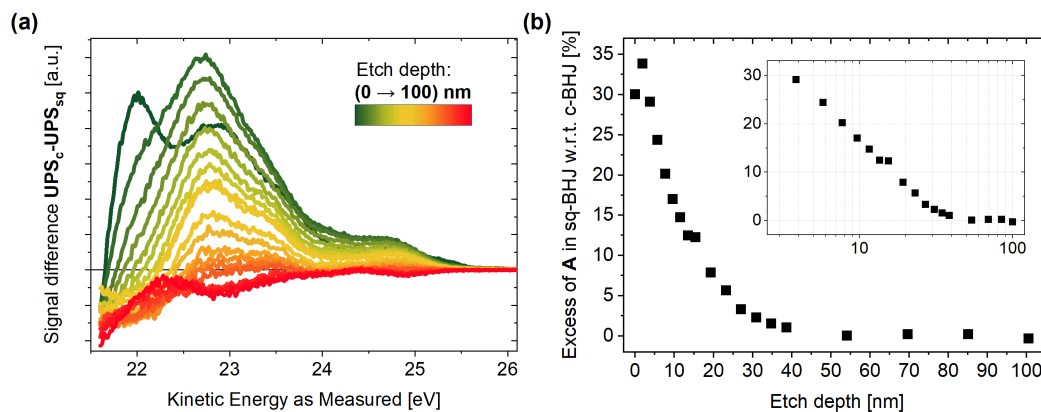 (a)
Signal difference UPSc-UPSsq [a.u.]
Etch depth:
(0 → 100) nm
22 23 24 25 26
Kinetic Energy as Measured [eV]
(b)
Excess of A in sq-BHJ w.r.t. c-BHJ [%]
35
30
25
20
15
10
5
0
0 10 20 30 40 50 60 70 80 90 100
Etch depth [nm]
30
20
10
0
10 100